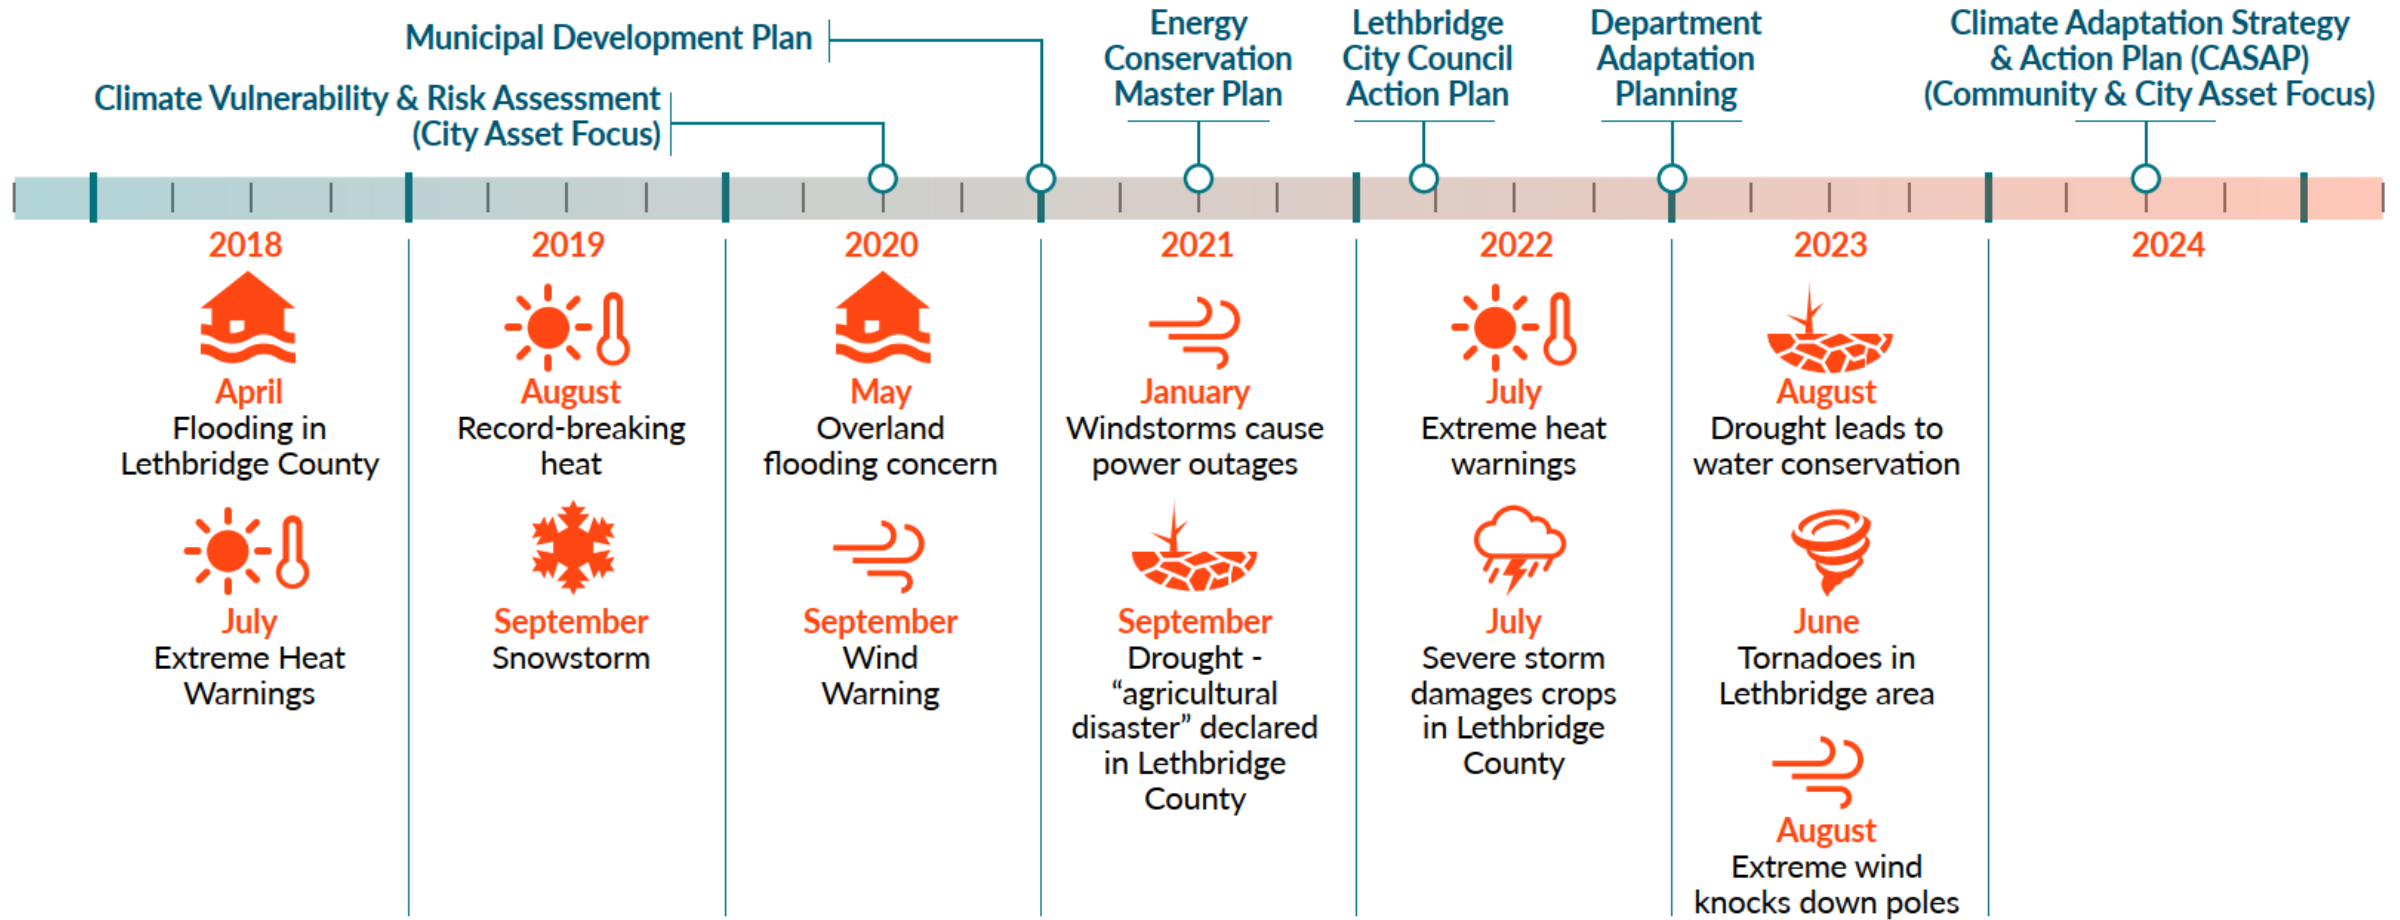 Municipal Development Plan
Climate Vulnerability & Risk Assessment
(City Asset Focus)
Energy
Conservation
Master Plan
Lethbridge
City Council
Action Plan
Department
Adaptation
Planning
Climate Adaptation Strategy
& Action Plan (CASAP)
(Community & City Asset Focus)
2018
April
Flooding in
Lethbridge County
July
Extreme Heat
Warnings
2019
August
Record-breaking
heat
September
Snowstorm
2020
May
Overland
flooding concern
September
Wind
Warning
2021
January
Windstorms cause
power outages
September
Drought -
“agricultural
disaster” declared
in Lethbridge
County
2022
July
Extreme heat
warnings
July
Severe storm
damages crops
in Lethbridge
County
2023
August
Drought leads to
water conservation
June
Tornadoes in
Lethbridge area
August
Extreme wind
knocks down poles
2024